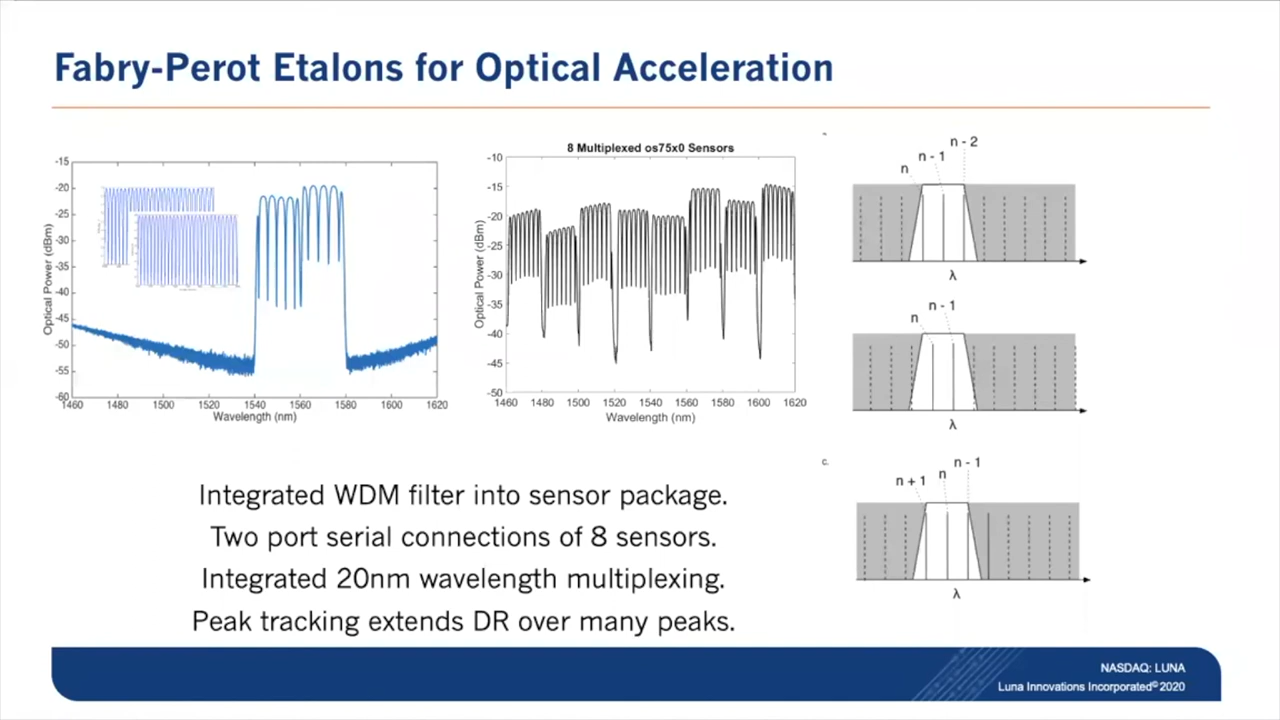 Fabry-Perot Etalons for Optical Acceleration
-15
-20
-25
-30
-35
-40
-45
-50
-55
-60
Optical Power (dBm)
1460 1480 1500 1520 1540 1560 1580 1600 1620
Wavelength (nm)
8 Multiplexed os75x0 Sensors
-10
-15
-20
-25
-30
-35
-40
-45
-50
Optical Power (dBm)
1460 1480 1500 1520 1540 1560 1580 1600 1620
Wavelength (nm)
n n - 1 n - 2
λ
n n - 1
λ
c.
n + 1 n n - 1
λ
Integrated WDM filter into sensor package.
Two port serial connections of 8 sensors.
Integrated 20nm wavelength multiplexing.
Peak tracking extends DR over many peaks.
NASDAQ: LUNA
Luna Innovations Incorporated© 2020